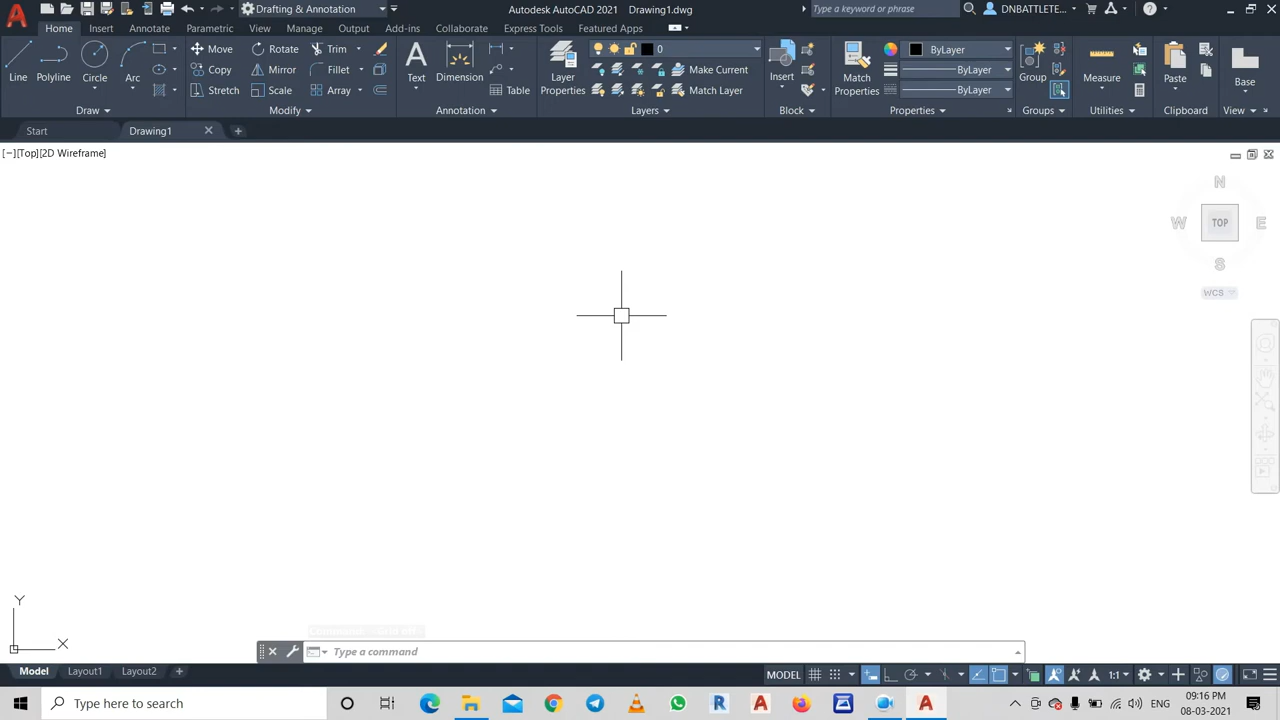 Drafting & Annotation
Autodesk AutoCAD 2021 Drawing1.dwg
Type a keyword or phrase
DNBATTLETE...
Home Insert Annotate Parametric View Manage Output Add-ins Collaborate Express Tools Featured Apps
Move Rotate Trim
0
ByLayer
Copy Mirror Fillet
Make Current
ByLayer
Line Polyline Circle Arc
Text Dimension
Layer Properties
Insert
Match Properties
Group
Measure
Paste
Base
Stretch Scale Array
Table
Match Layer
ByLayer
Draw Modify Annotation Layers Block Properties Groups Utilities Clipboard View
Start Drawing1
[−][Top][2D Wireframe]
N
W TOP E
S
WCS
Y
X
Type a command
Model Layout1 Layout2
MODEL
1:1
Type here to search
ENG
09:16 PM
08-03-2021